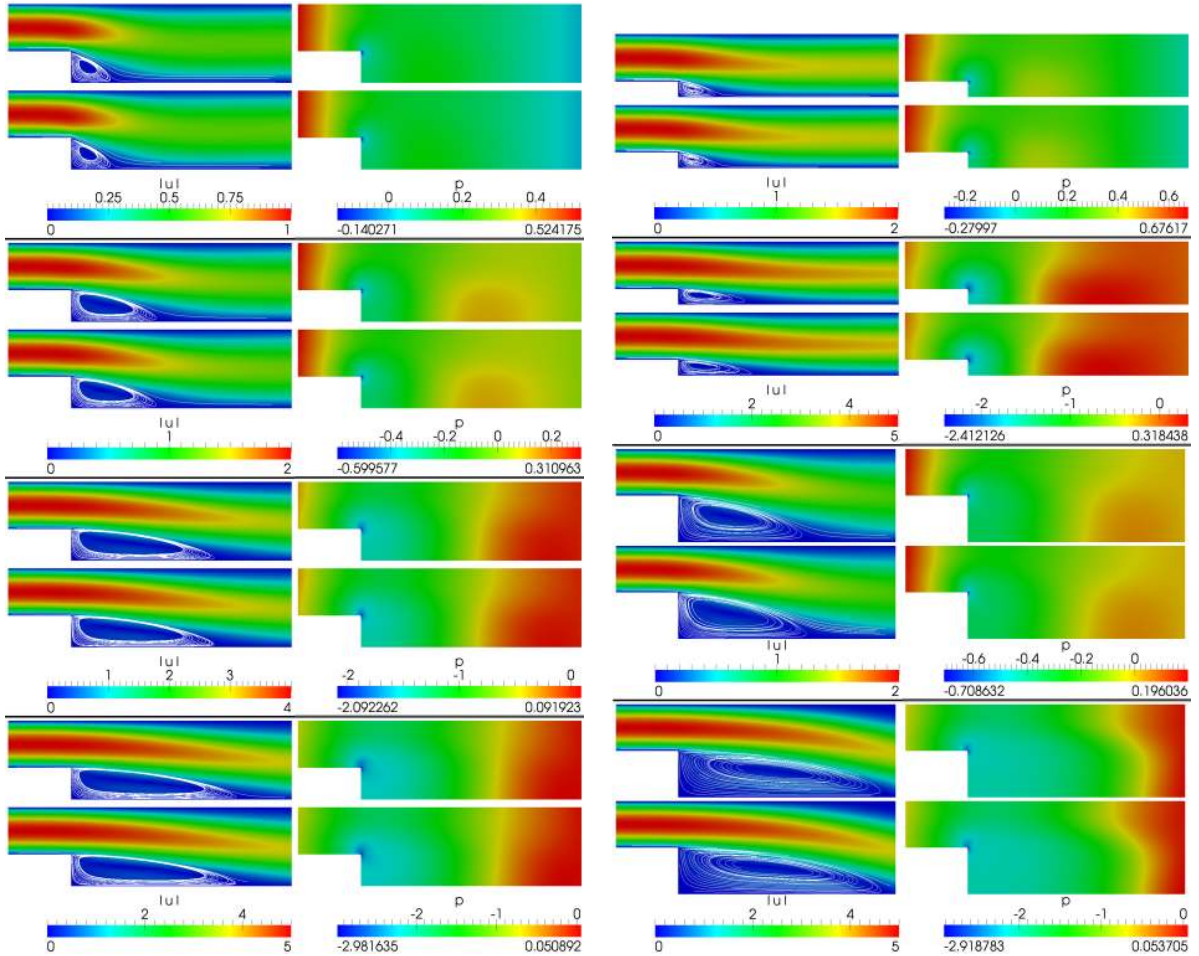 |u|
0.25 0.5 0.75
0 1
p
0 0.2 0.4
-0.140271 0.524175
|u|
1
0 2
p
-0.4 -0.2 0 0.2
-0.599577 0.310963
|u|
1 2 3
0 4
p
-2 -1 0
-2.092262 0.091923
|u|
2 4
0 5
p
-2 -1 0
-2.981635 0.050892
|u|
1
0 2
p
-0.2 0 0.2 0.4 0.6
-0.27997 0.67617
|u|
2 4
0 5
p
-2 -1 0
-2.412126 0.318438
|u|
1
0 2
p
-0.6 -0.4 -0.2 0
-0.708632 0.196036
|u|
2 4
0 5
p
-2 -1 0
-2.918783 0.053705